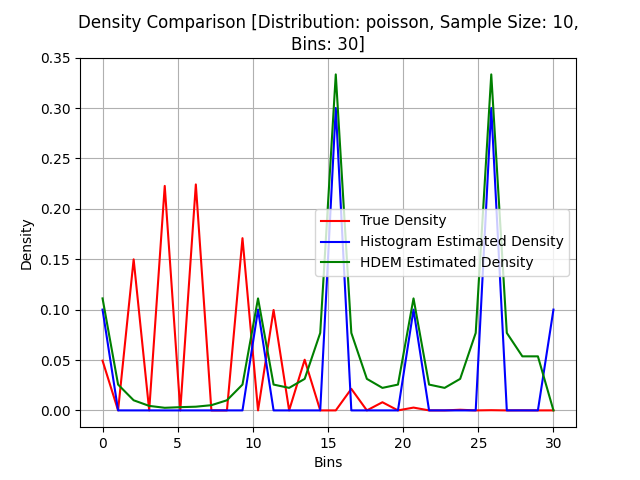 Density Comparison [Distribution: poisson, Sample Size: 10,
Bins: 30]
0.35
0.30
0.25
0.20
0.15
0.10
0.05
0.00
Density
True Density
Histogram Estimated Density
HDEM Estimated Density
0 5 10 15 20 25 30
Bins